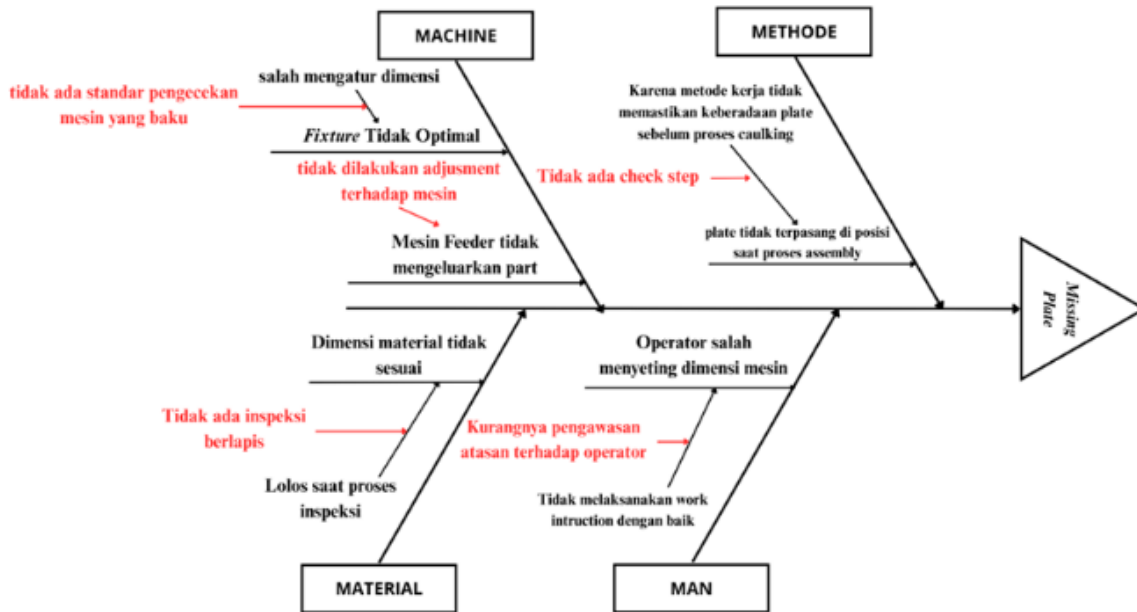 MACHINE
METHODE
salah mengatur dimensi
tidak ada standar pengecekan
mesin yang baku
Fixture Tidak Optimal
tidak dilakukan adjusment
terhadap mesin
Mesin Feeder tidak
mengeluarkan part
Karena metode kerja tidak
memastikan keberadaan plate
sebelum proses caulking
Tidak ada check step
plate tidak terpasang di posisi
saat proses assembly
Missing
Plate
Dimensi material tidak
sesuai
Tidak ada inspeksi
berlapis
Lolos saat proses
inspeksi
Operator salah
menyeting dimensi mesin
Kurangnya pengawasan
atasan terhadap operator
Tidak melaksanakan work
intruction dengan baik
MATERIAL
MAN